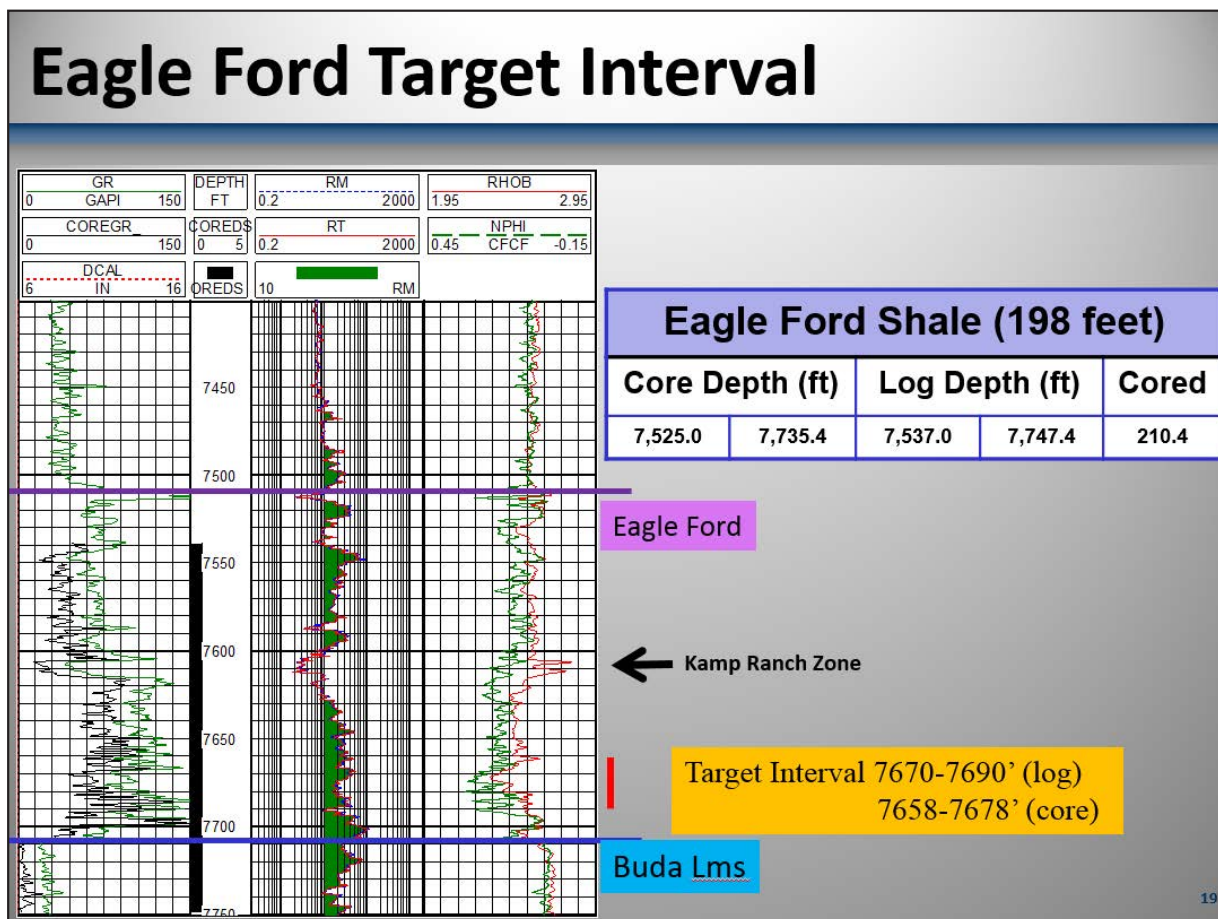 Eagle Ford Target Interval
GR
0 GAPI 150
DEPTH
FT
RM
0.2 2000
RHOB
1.95 2.95
COREGR_
0 150
COREDS
0 5
RT
0.2 2000
NPHI
0.45 CFCF -0.15
DCAL
6 IN 16
OREDS
10 RM
7450
7500
7550
7600
7650
7700
7750
Eagle Ford Shale (198 feet)
Core Depth (ft) Log Depth (ft) Cored
7,525.0 7,735.4 7,537.0 7,747.4 210.4
Eagle Ford
Kamp Ranch Zone
Target Interval 7670-7690’ (log)
7658-7678’ (core)
Buda Lms
19